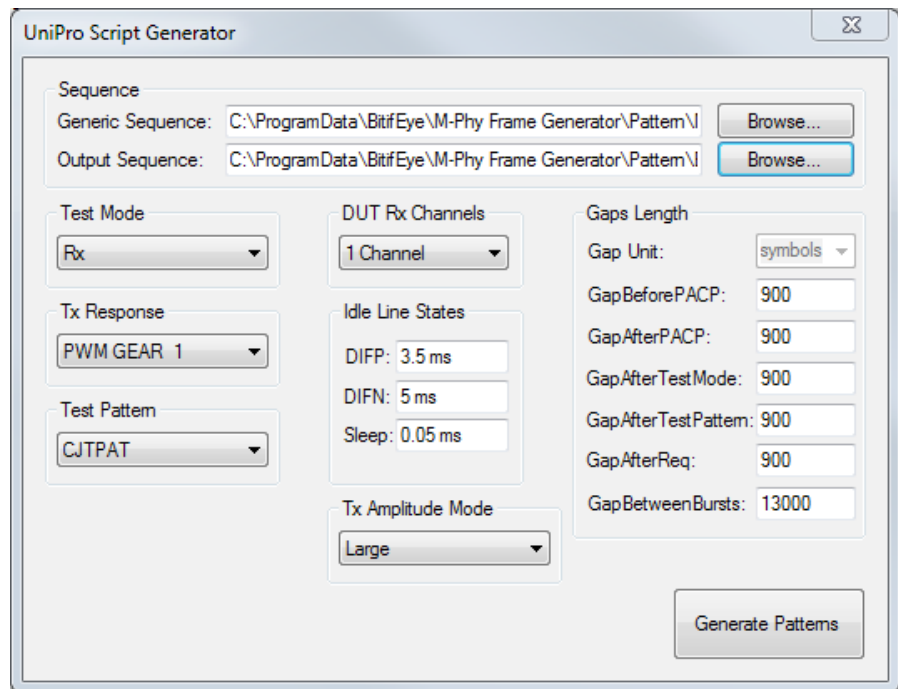 UniPro Script Generator
Sequence
Generic Sequence: C:\ProgramData\BitifEye\M-Phy Frame Generator\Pattern\ Browse...
Output Sequence: C:\ProgramData\BitifEye\M-Phy Frame Generator\Pattern\ Browse...
Test Mode
Rx
Tx Response
PWM GEAR 1
Test Pattern
CJTPAT
DUT Rx Channels
1 Channel
Idle Line States
DIFP: 3.5 ms
DIFN: 5 ms
Sleep: 0.05 ms
Tx Amplitude Mode
Large
Gaps Length
Gap Unit: symbols
GapBeforePACP: 900
GapAfterPACP: 900
GapAfterTestMode: 900
GapAfterTestPattern: 900
GapAfterReq: 900
GapBetweenBursts: 13000
Generate Patterns